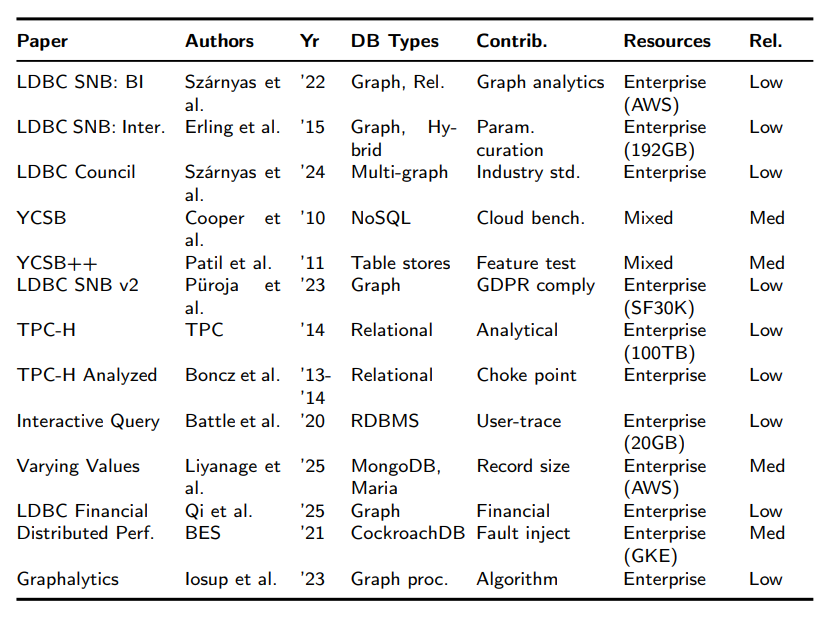 Paper Authors Yr DB Types Contrib. Resources Rel.
LDBC SNB: BI Szárnyas et '22 Graph, Rel. Graph analytics Enterprise Low
al. (AWS)
LDBC SNB: Inter. Erling et al. '15 Graph, Hy- Param. Enterprise Low
brid curation (192GB)
LDBC Council Szárnyas et '24 Multi-graph Industry std. Enterprise Low
al.
YCSB Cooper et '10 NoSQL Cloud bench. Mixed Med
al.
YCSB++ Patil et al. '11 Table stores Feature test Mixed Med
LDBC SNB v2 Püroja et '23 Graph GDPR comply Enterprise Low
al. (SF30K)
TPC-H TPC '14 Relational Analytical Enterprise Low
(100TB)
TPC-H Analyzed Boncz et al. '13- Relational Choke point Enterprise Low
'14
Interactive Query Battle et al. '20 RDBMS User-trace Enterprise Low
(20GB)
Varying Values Liyanage et '25 MongoDB, Record size Enterprise Med
al. Maria (AWS)
LDBC Financial Qi et al. '25 Graph Financial Enterprise Low
Distributed Perf. BES '21 CockroachDB Fault inject Enterprise Med
(GKE)
Graphalytics Iosup et al. '23 Graph proc. Algorithm Enterprise Low